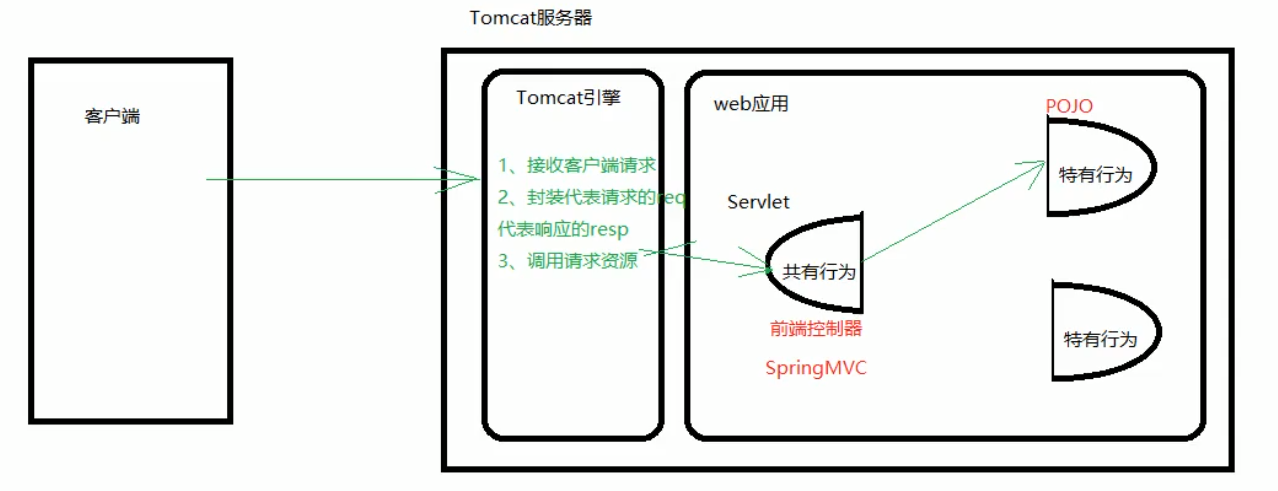 Tomcat服务器
客户端
Tomcat引擎
1、接收客户端请求
2、封装代表请求的req
代表响应的resp
3、调用请求资源
web应用
Servlet
共有行为
前端控制器
SpringMVC
POJO
特有行为
特有行为